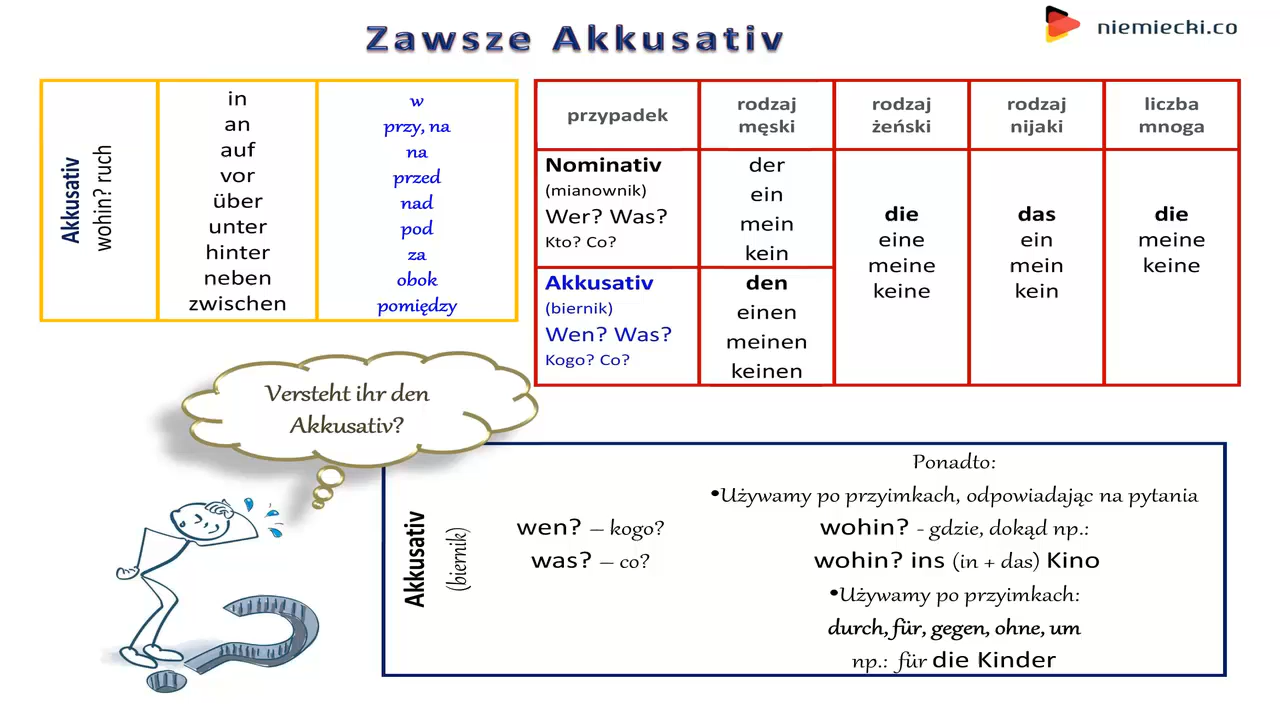 Zawsze Akkusativ
niemiecki.co
Akkusativ
wohin? ruch
in
an
auf
vor
über
unter
hinter
neben
zwischen
w
przy, na
na
przed
nad
pod
za
obok
pomiędzy
przypadek
rodzaj
męski
rodzaj
żeński
rodzaj
nijaki
liczba
mnoga
Nominativ
(mianownik)
Wer? Was?
Kto? Co?
der
ein
mein
kein
Akkusativ
(biernik)
Wen? Was?
Kogo? Co?
den
einen
meinen
keinen
die
eine
meine
keine
das
ein
mein
kein
die
meine
keine
Versteht ihr den
Akkusativ?
Akkusativ
(biernik)
wen? – kogo?
was? – co?
Ponadto:
•Używamy po przyimkach, odpowiadając na pytania
wohin? - gdzie, dokąd np.:
wohin? ins (in + das) Kino
•Używamy po przyimkach:
durch, für, gegen, ohne, um
np.: für die Kinder